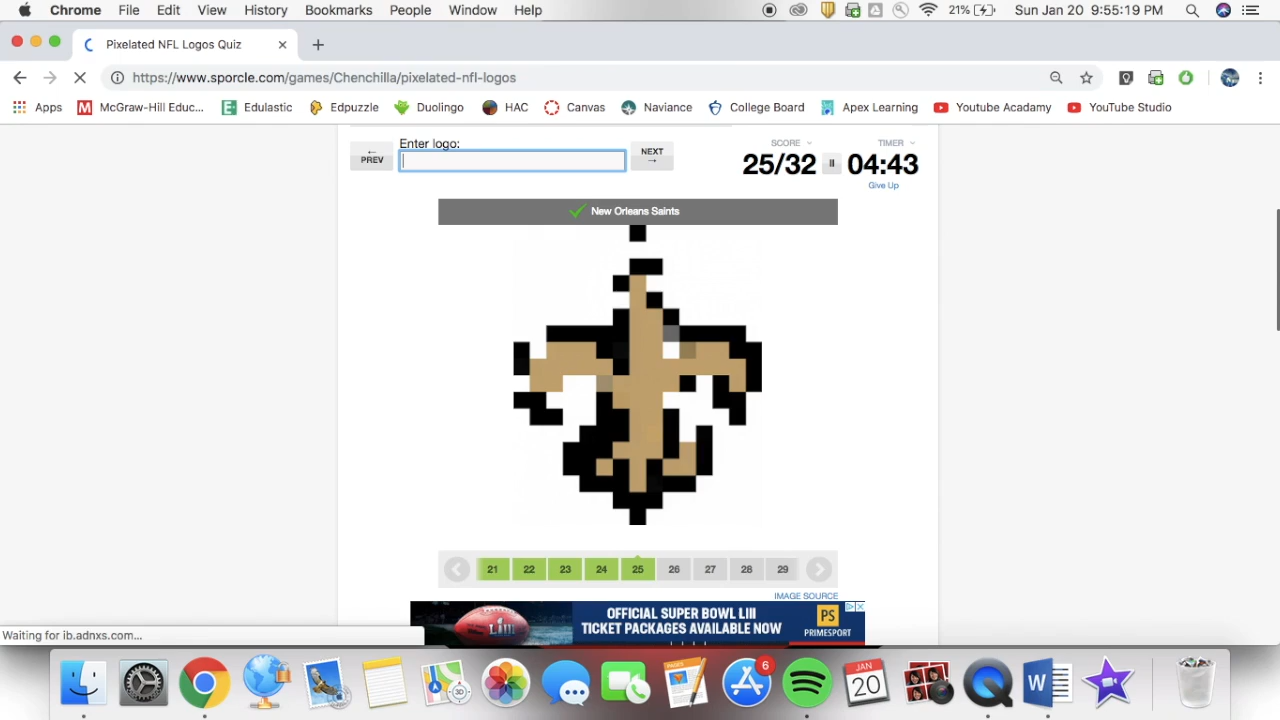 Chrome File Edit View History Bookmarks People Window Help 21% Sun Jan 20 9:55:19 PM
Pixelated NFL Logos Quiz
https://www.sporcle.com/games/Chenchilla/pixelated-nfl-logos
Apps McGraw-Hill Educ... Edulastic Edpuzzle Duolingo HAC Canvas Naviance College Board Apex Learning Youtube Acadamy YouTube Studio
← PREV
Enter logo:
NEXT →
SCORE
25/32
TIMER
04:43
Give Up
New Orleans Saints
21 22 23 24 25 26 27 28 29
IMAGE SOURCE
LIII
OFFICIAL SUPER BOWL LIII
TICKET PACKAGES AVAILABLE NOW
PS
PRIMESPORT
Waiting for ib.adnxs.com...
3D
PAGES
6
JAN
20
W